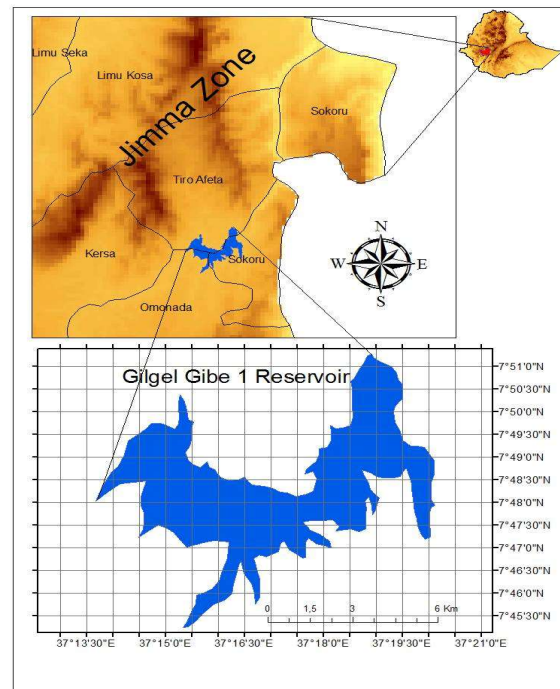 Limu Seka
Limu Kosa
Jimma Zone
Sokoru
Tiro Afeta
Kersa
Sokoru
Omonada
N
W
E
S
Gilgel Gibe 1 Reservoir
7°51'0"N
7°50'30"N
7°50'0"N
7°49'30"N
7°49'0"N
7°48'30"N
7°48'0"N
7°47'30"N
7°47'0"N
7°46'30"N
7°46'0"N
7°45'30"N
0 1,5 3 6 Km
37°13'30"E 37°15'0"E 37°16'30"E 37°18'0"E 37°19'30"E 37°21'0"E